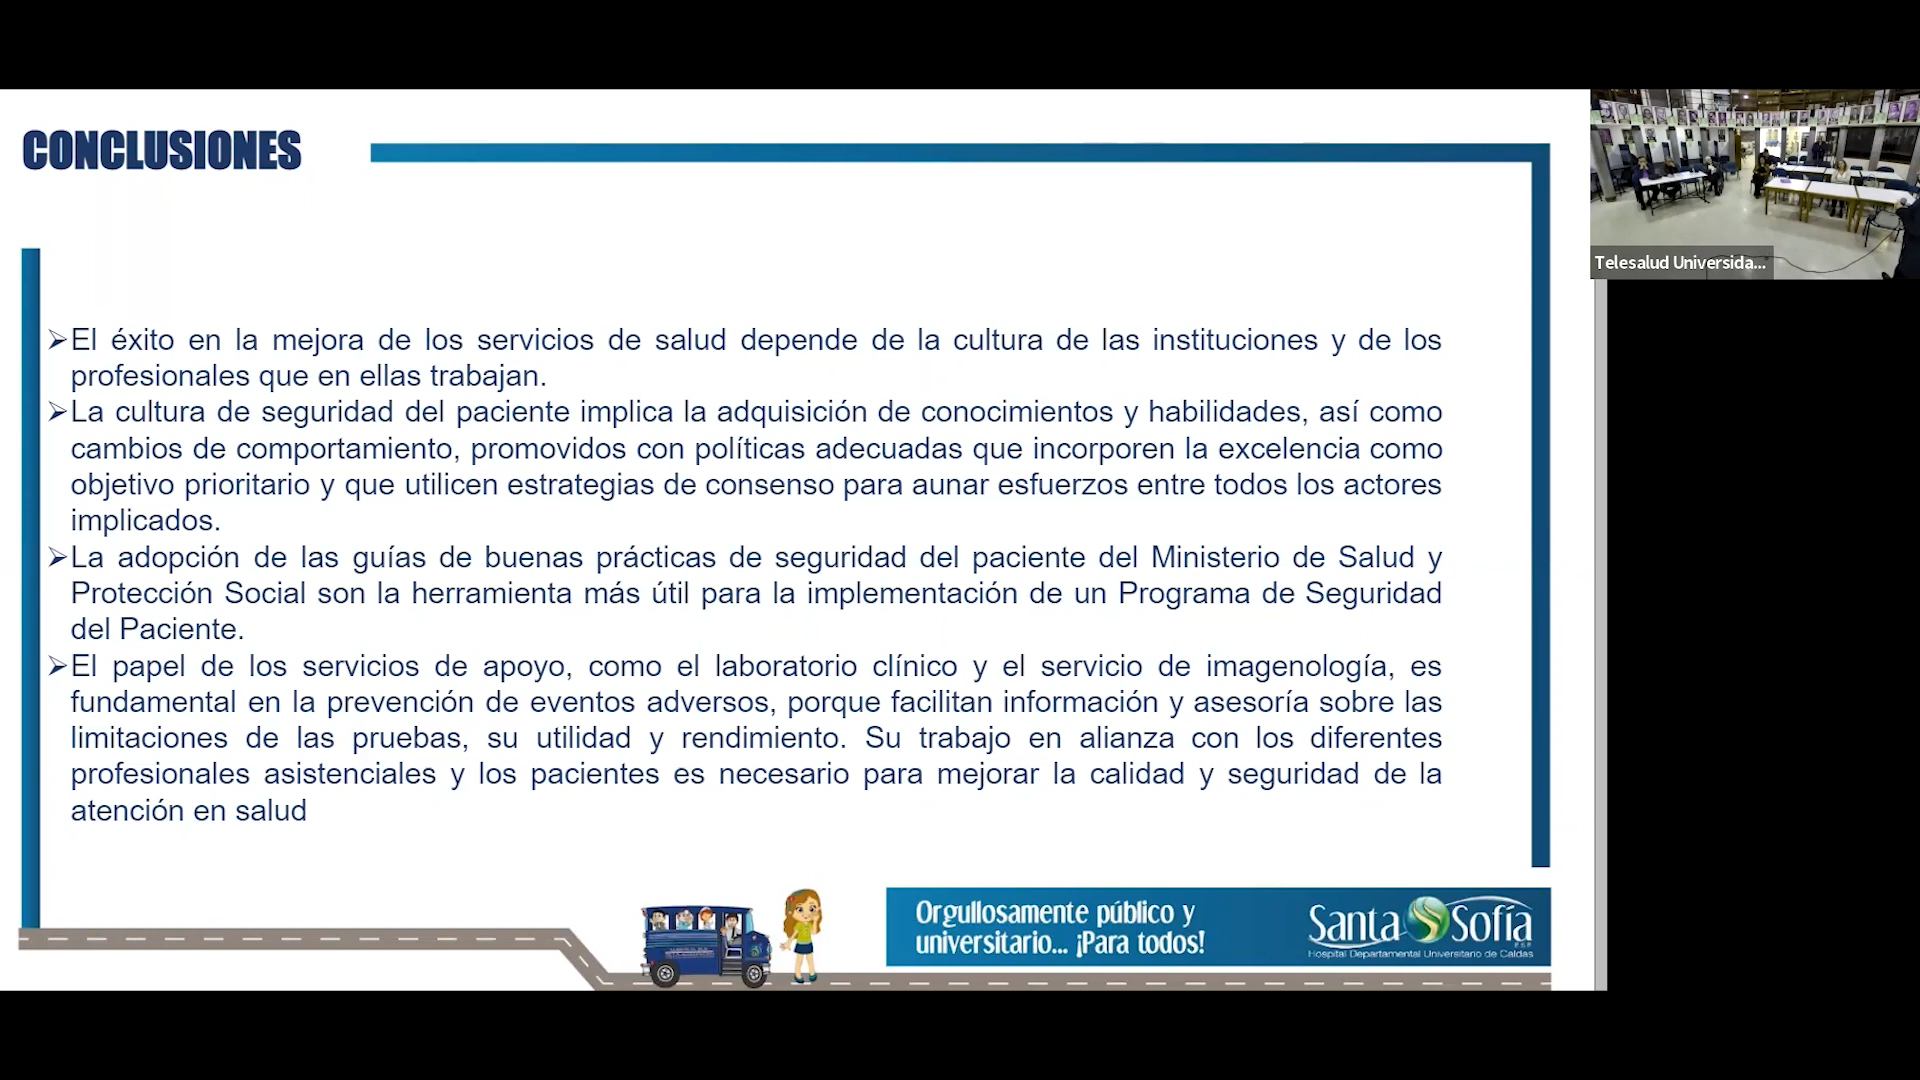 CONCLUSIONES
Telesalud Universida...
➢El éxito en la mejora de los servicios de salud depende de la cultura de las instituciones y de los
profesionales que en ellas trabajan.
➢La cultura de seguridad del paciente implica la adquisición de conocimientos y habilidades, así como
cambios de comportamiento, promovidos con políticas adecuadas que incorporen la excelencia como
objetivo prioritario y que utilicen estrategias de consenso para aunar esfuerzos entre todos los actores
implicados.
➢La adopción de las guías de buenas prácticas de seguridad del paciente del Ministerio de Salud y
Protección Social son la herramienta más útil para la implementación de un Programa de Seguridad
del Paciente.
➢El papel de los servicios de apoyo, como el laboratorio clínico y el servicio de imagenología, es
fundamental en la prevención de eventos adversos, porque facilitan información y asesoría sobre las
limitaciones de las pruebas, su utilidad y rendimiento. Su trabajo en alianza con los diferentes
profesionales asistenciales y los pacientes es necesario para mejorar la calidad y seguridad de la
atención en salud
Orgullosamente público y
universitario... ¡Para todos!
Santa Sofía
E.S.E
Hospital Departamental Universitario de Caldas